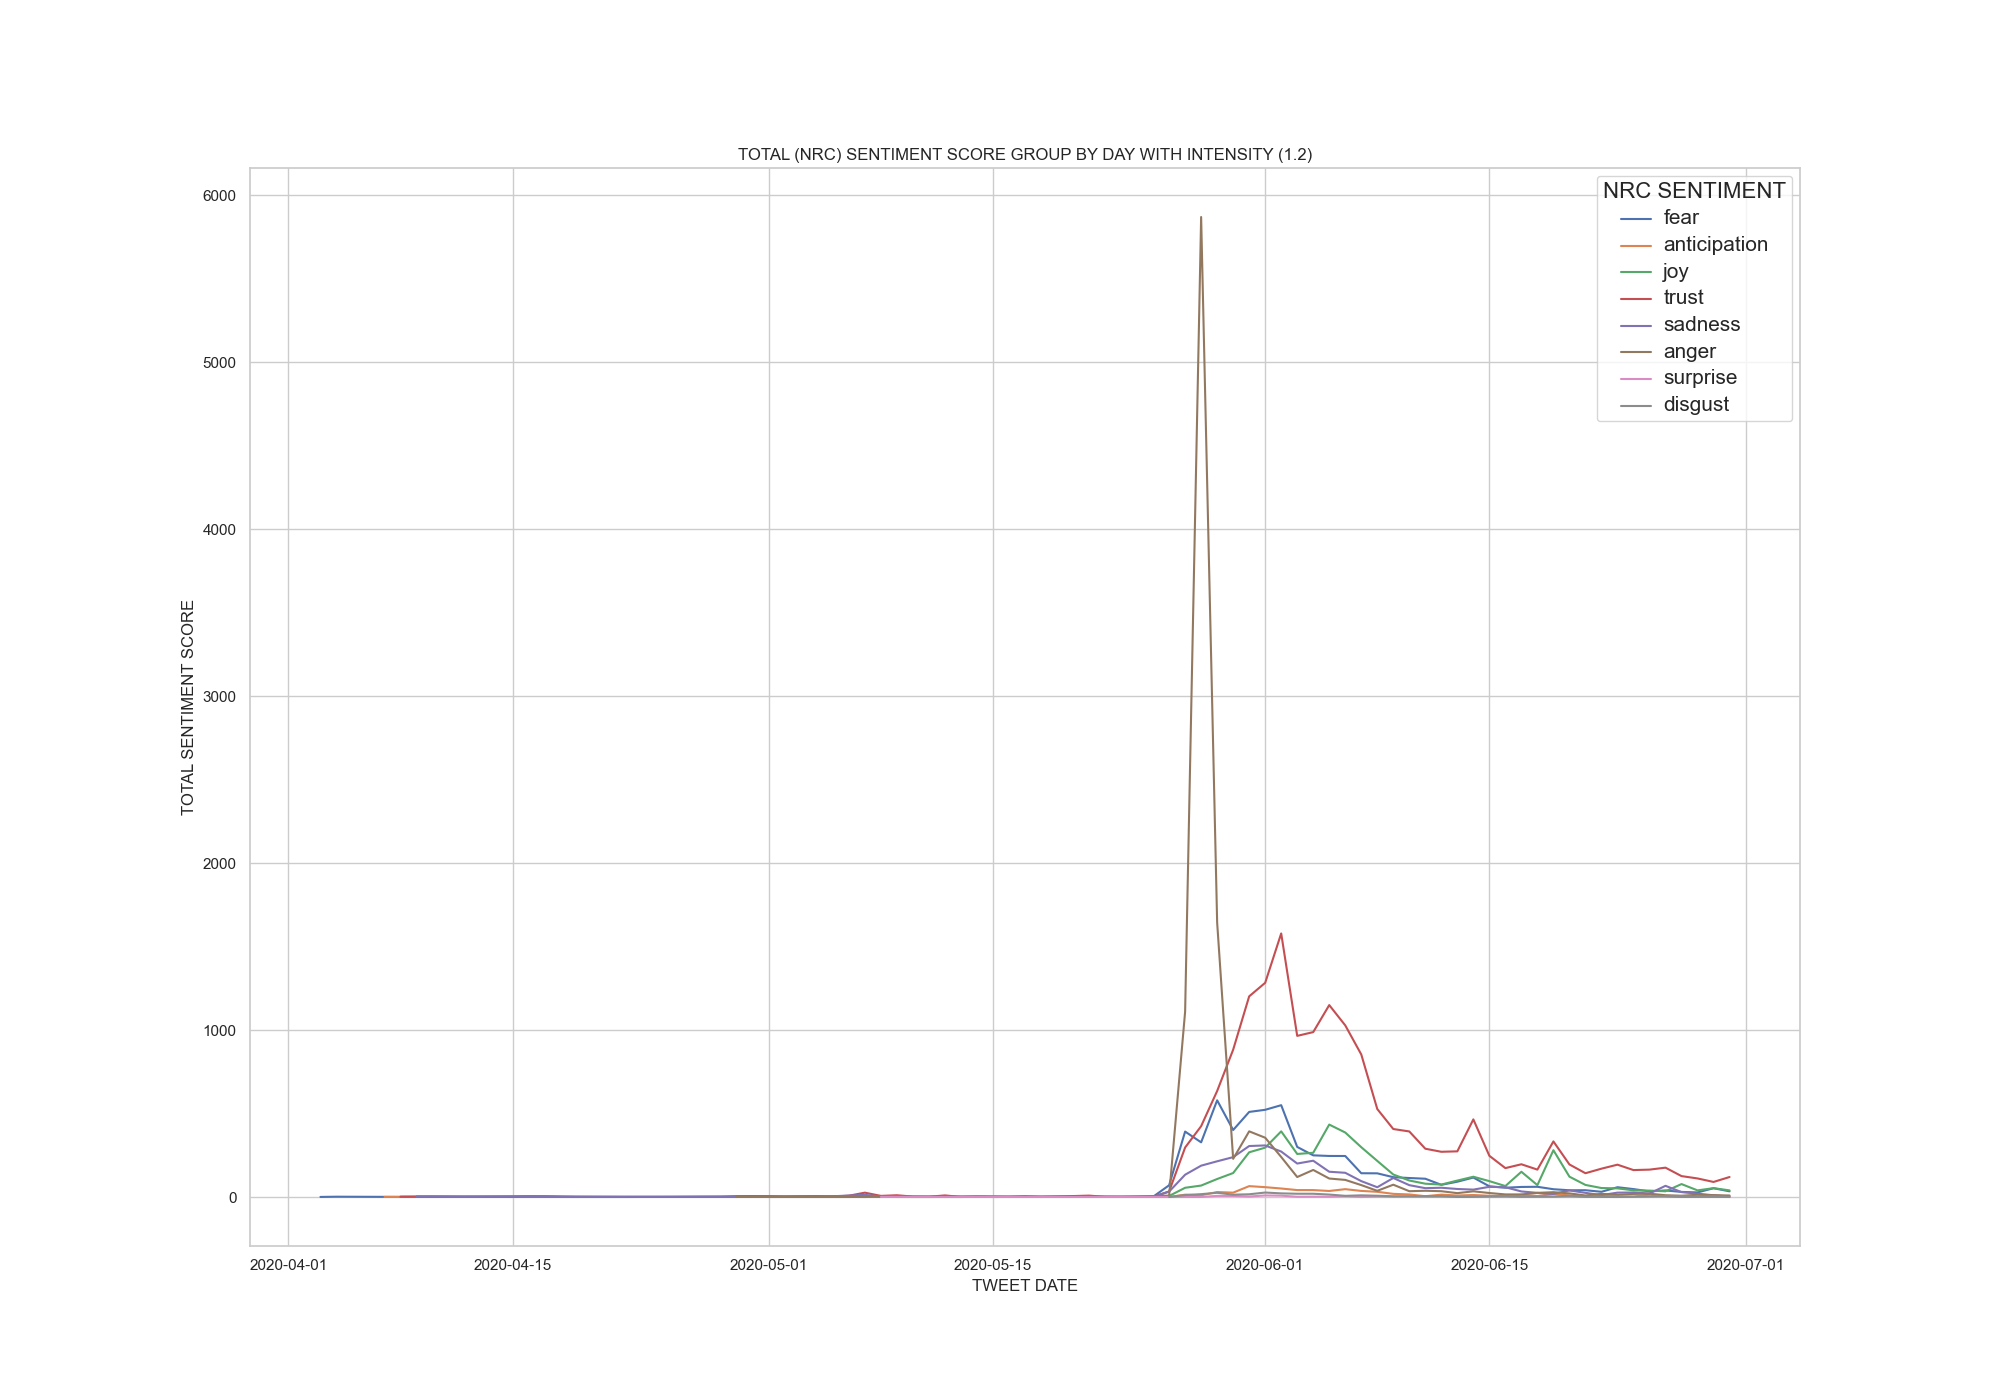 TOTAL (NRC) SENTIMENT SCORE GROUP BY DAY WITH INTENSITY (1.2)
NRC SENTIMENT
fear
anticipation
joy
trust
sadness
anger
surprise
disgust
6000
5000
4000
3000
2000
1000
0
TOTAL SENTIMENT SCORE
2020-04-01 2020-04-15 2020-05-01 2020-05-15 2020-06-01 2020-06-15 2020-07-01
TWEET DATE